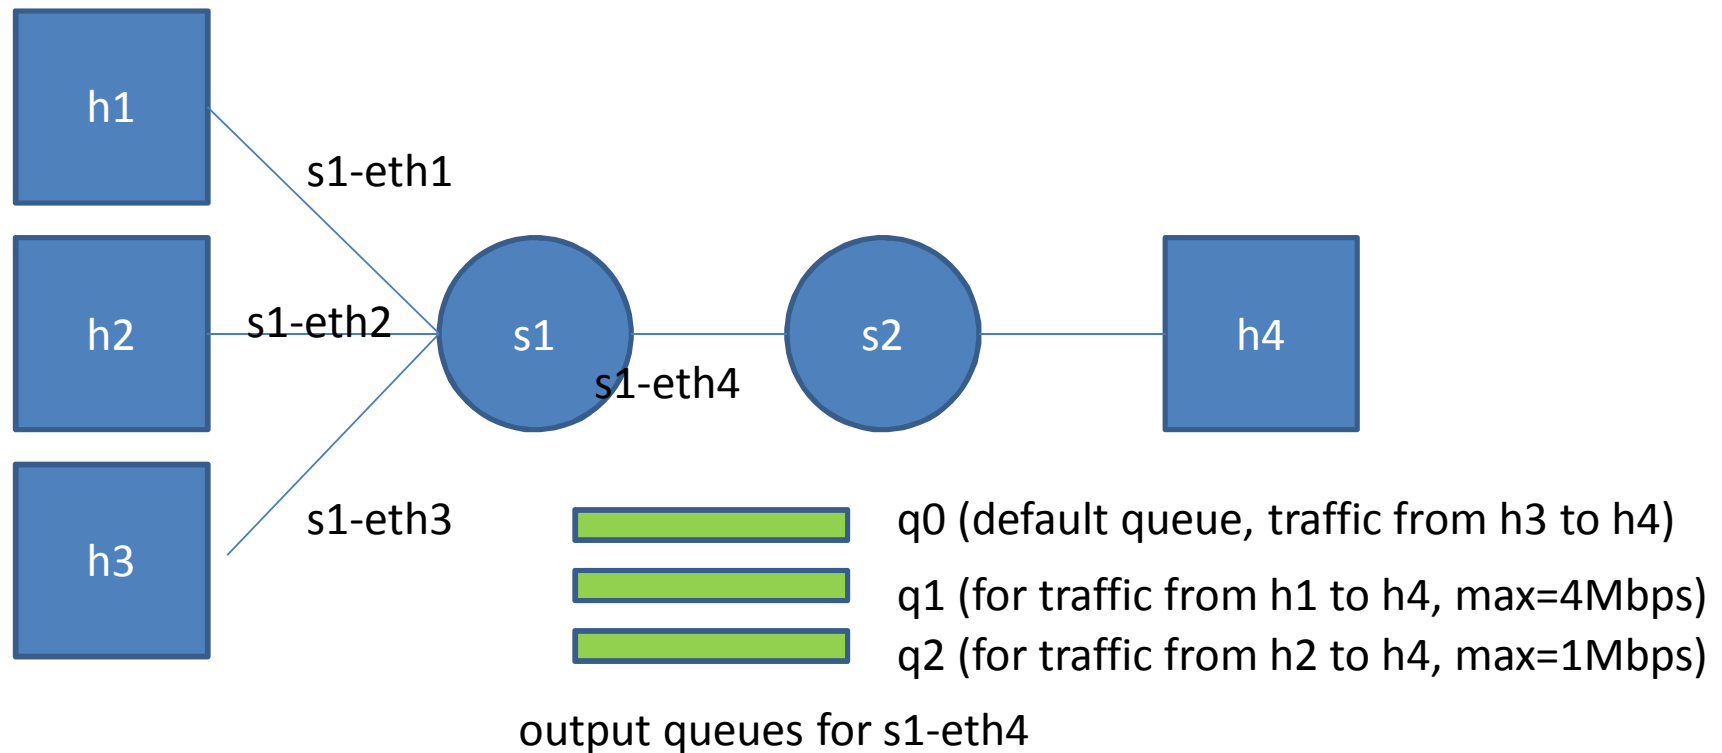 h1
s1-eth1
h2
s1-eth2
s1
s2
h4
s1-eth4
h3
s1-eth3
q0 (default queue, traffic from h3 to h4)
q1 (for traffic from h1 to h4, max=4Mbps)
q2 (for traffic from h2 to h4, max=1Mbps)
output queues for s1-eth4